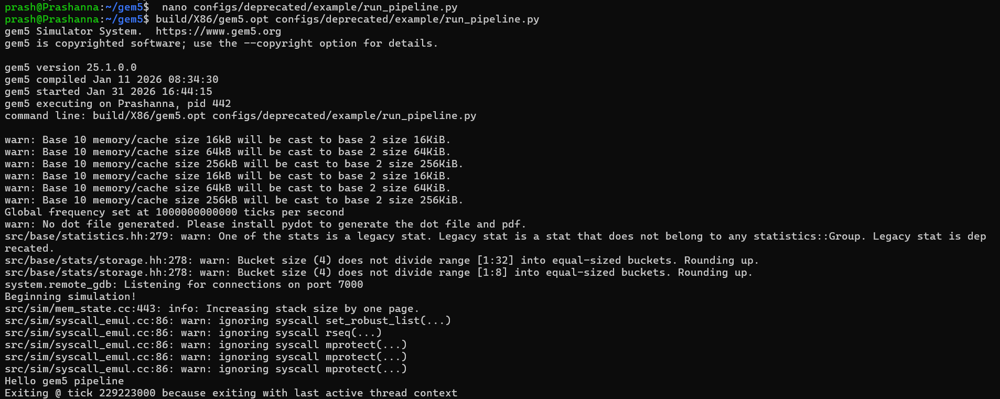 prash@Prashanna:~/gem5$  nano configs/deprecated/example/run_pipeline.py
prash@Prashanna:~/gem5$ build/X86/gem5.opt configs/deprecated/example/run_pipeline.py
gem5 Simulator System.  https://www.gem5.org
gem5 is copyrighted software; use the --copyright option for details.

gem5 version 25.1.0.0
gem5 compiled Jan 11 2026 08:34:30
gem5 started Jan 31 2026 16:44:15
gem5 executing on Prashanna, pid 442
command line: build/X86/gem5.opt configs/deprecated/example/run_pipeline.py

warn: Base 10 memory/cache size 16kB will be cast to base 2 size 16KiB.
warn: Base 10 memory/cache size 64kB will be cast to base 2 size 64KiB.
warn: Base 10 memory/cache size 256kB will be cast to base 2 size 256KiB.
warn: Base 10 memory/cache size 16kB will be cast to base 2 size 16KiB.
warn: Base 10 memory/cache size 64kB will be cast to base 2 size 64KiB.
warn: Base 10 memory/cache size 256kB will be cast to base 2 size 256KiB.
Global frequency set at 1000000000000 ticks per second
warn: No dot file generated. Please install pydot to generate the dot file and pdf.
src/base/statistics.hh:279: warn: One of the stats is a legacy stat. Legacy stat is a stat that does not belong to any statistics::Group. Legacy stat is dep
recated.
src/base/stats/storage.hh:278: warn: Bucket size (4) does not divide range [1:32] into equal-sized buckets. Rounding up.
src/base/stats/storage.hh:278: warn: Bucket size (4) does not divide range [1:8] into equal-sized buckets. Rounding up.
system.remote_gdb: Listening for connections on port 7000
Beginning simulation!
src/sim/mem_state.cc:443: info: Increasing stack size by one page.
src/sim/syscall_emul.cc:86: warn: ignoring syscall set_robust_list(...)
src/sim/syscall_emul.cc:86: warn: ignoring syscall rseq(...)
src/sim/syscall_emul.cc:86: warn: ignoring syscall mprotect(...)
src/sim/syscall_emul.cc:86: warn: ignoring syscall mprotect(...)
src/sim/syscall_emul.cc:86: warn: ignoring syscall mprotect(...)
Hello gem5 pipeline
Exiting @ tick 229223000 because exiting with last active thread context